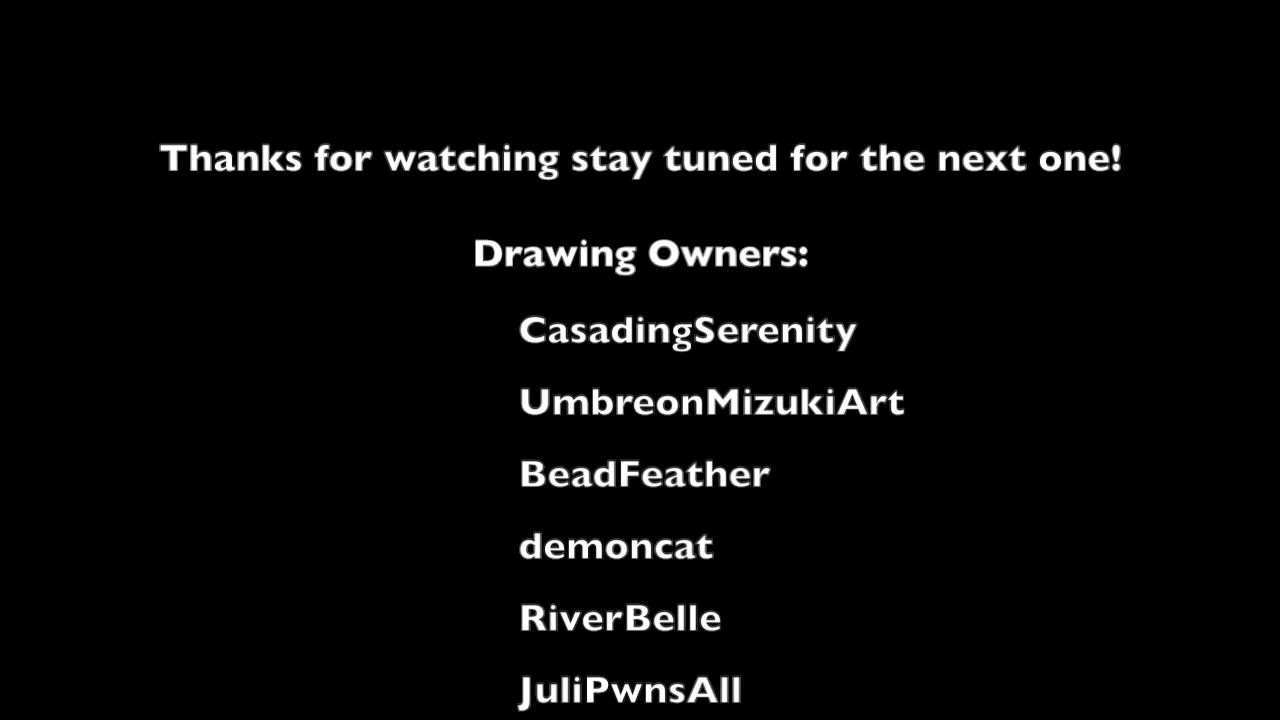 Thanks for watching stay tuned for the next one!
Drawing Owners:
CasadingSerenity
UmbreonMizukiArt
BeadFeather
demoncat
RiverBelle
JuliPwnsAll